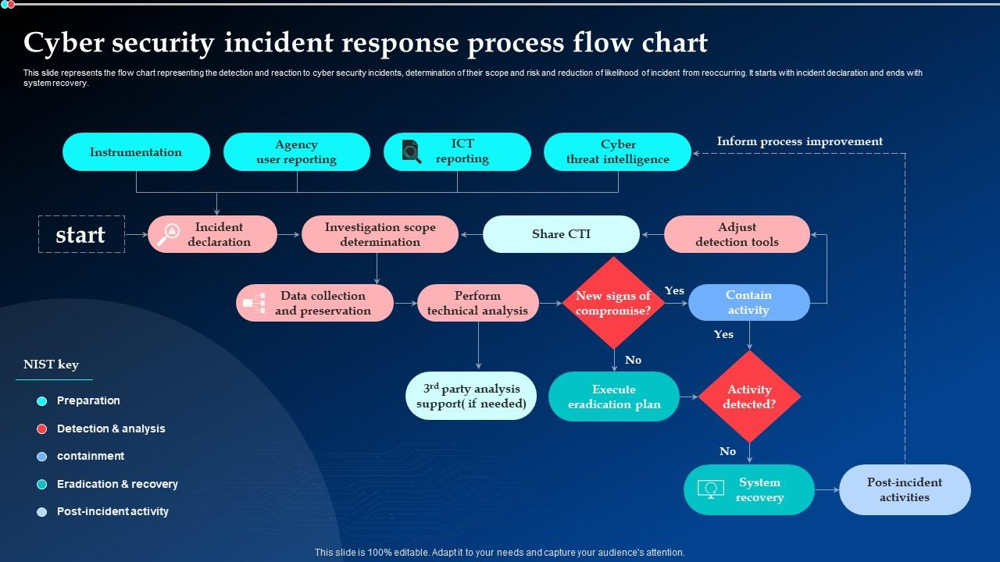 Cyber security incident response process flow chart
This slide represents the flow chart representing the detection and reaction to cyber security incidents, determination of their scope and risk and reduction of likelihood of incident from reoccurring. It starts with incident declaration and ends with
system recovery.
Instrumentation
Agency
user reporting
ICT
reporting
Cyber
threat intelligence
Inform process improvement
start
Incident
declaration
Investigation scope
determination
Share CTI
Adjust
detection tools
Data collection
and preservation
Perform
technical analysis
New signs of
compromise?
Yes
Contain
activity
Yes
No
3rd party analysis
support( if needed)
Execute
eradication plan
Activity
detected?
No
System
recovery
Post-incident
activities
NIST key
Preparation
Detection & analysis
containment
Eradication & recovery
Post-incident activity
This slide is 100% editable. Adapt it to your needs and capture your audience's attention.